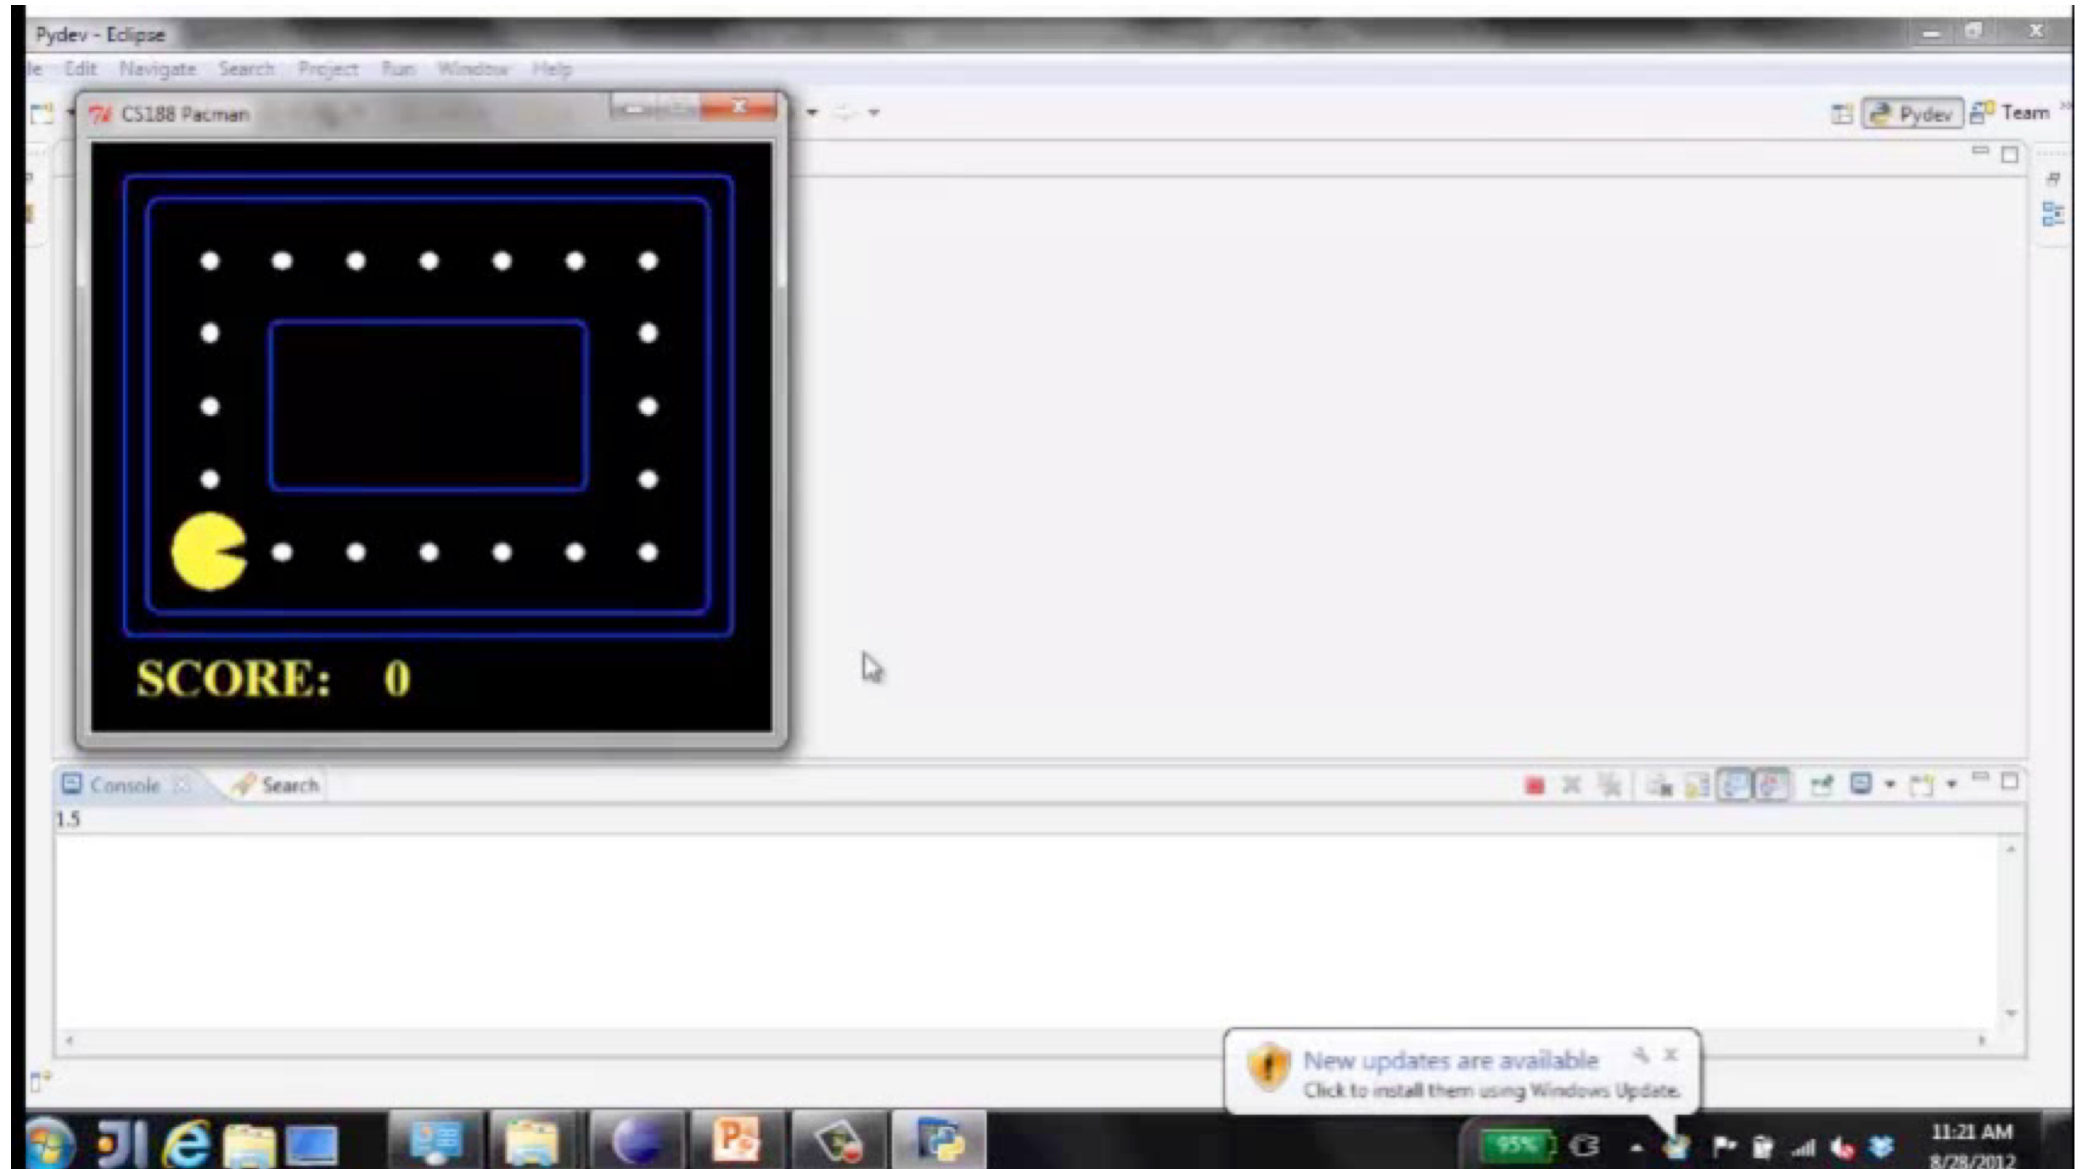 Pydev - Eclipse
le Edit Navigate Search Project Run Window Help
CS188 Pacman
Pydev
Team
SCORE: 0
Console
Search
1.5
New updates are available
Click to install them using Windows Update.
95%
11:21 AM
8/28/2012